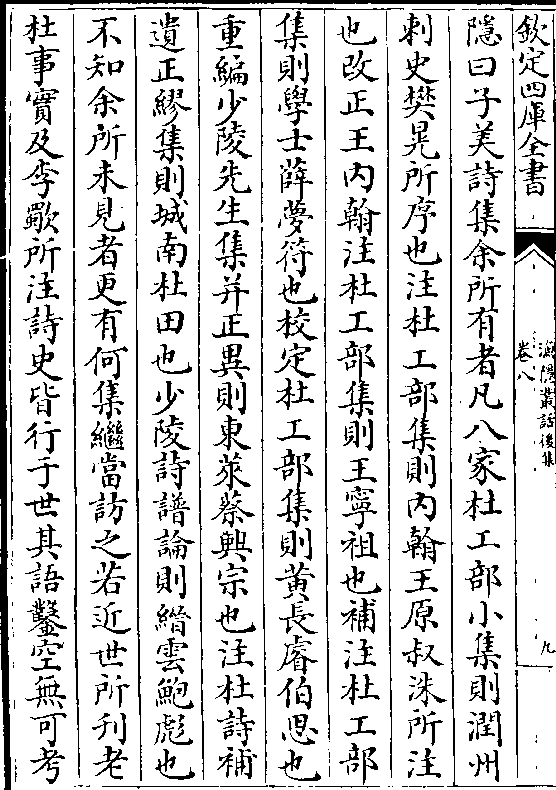 欽定四庫全書
漁隱叢話後集
卷八
九
隱曰子美詩集余所有者凡八家杜工部小集則潤州
刺史樊晃所序也注杜工部集則内翰王原叔洙所注
也改正王内翰注杜工部集則王寧祖也補注杜工部
集則學士薛夢符也校定杜工部集則黄長睿伯思也
重編少陵先生集并正異則東萊蔡興宗也注杜詩補
遺正繆集則城南杜田也少陵詩譜論則縉雲鮑彪也
不知余所未見者更有何集繼當訪之若近世所刋老
杜事實及李歜所注詩史皆行于世其語鑿空無可考